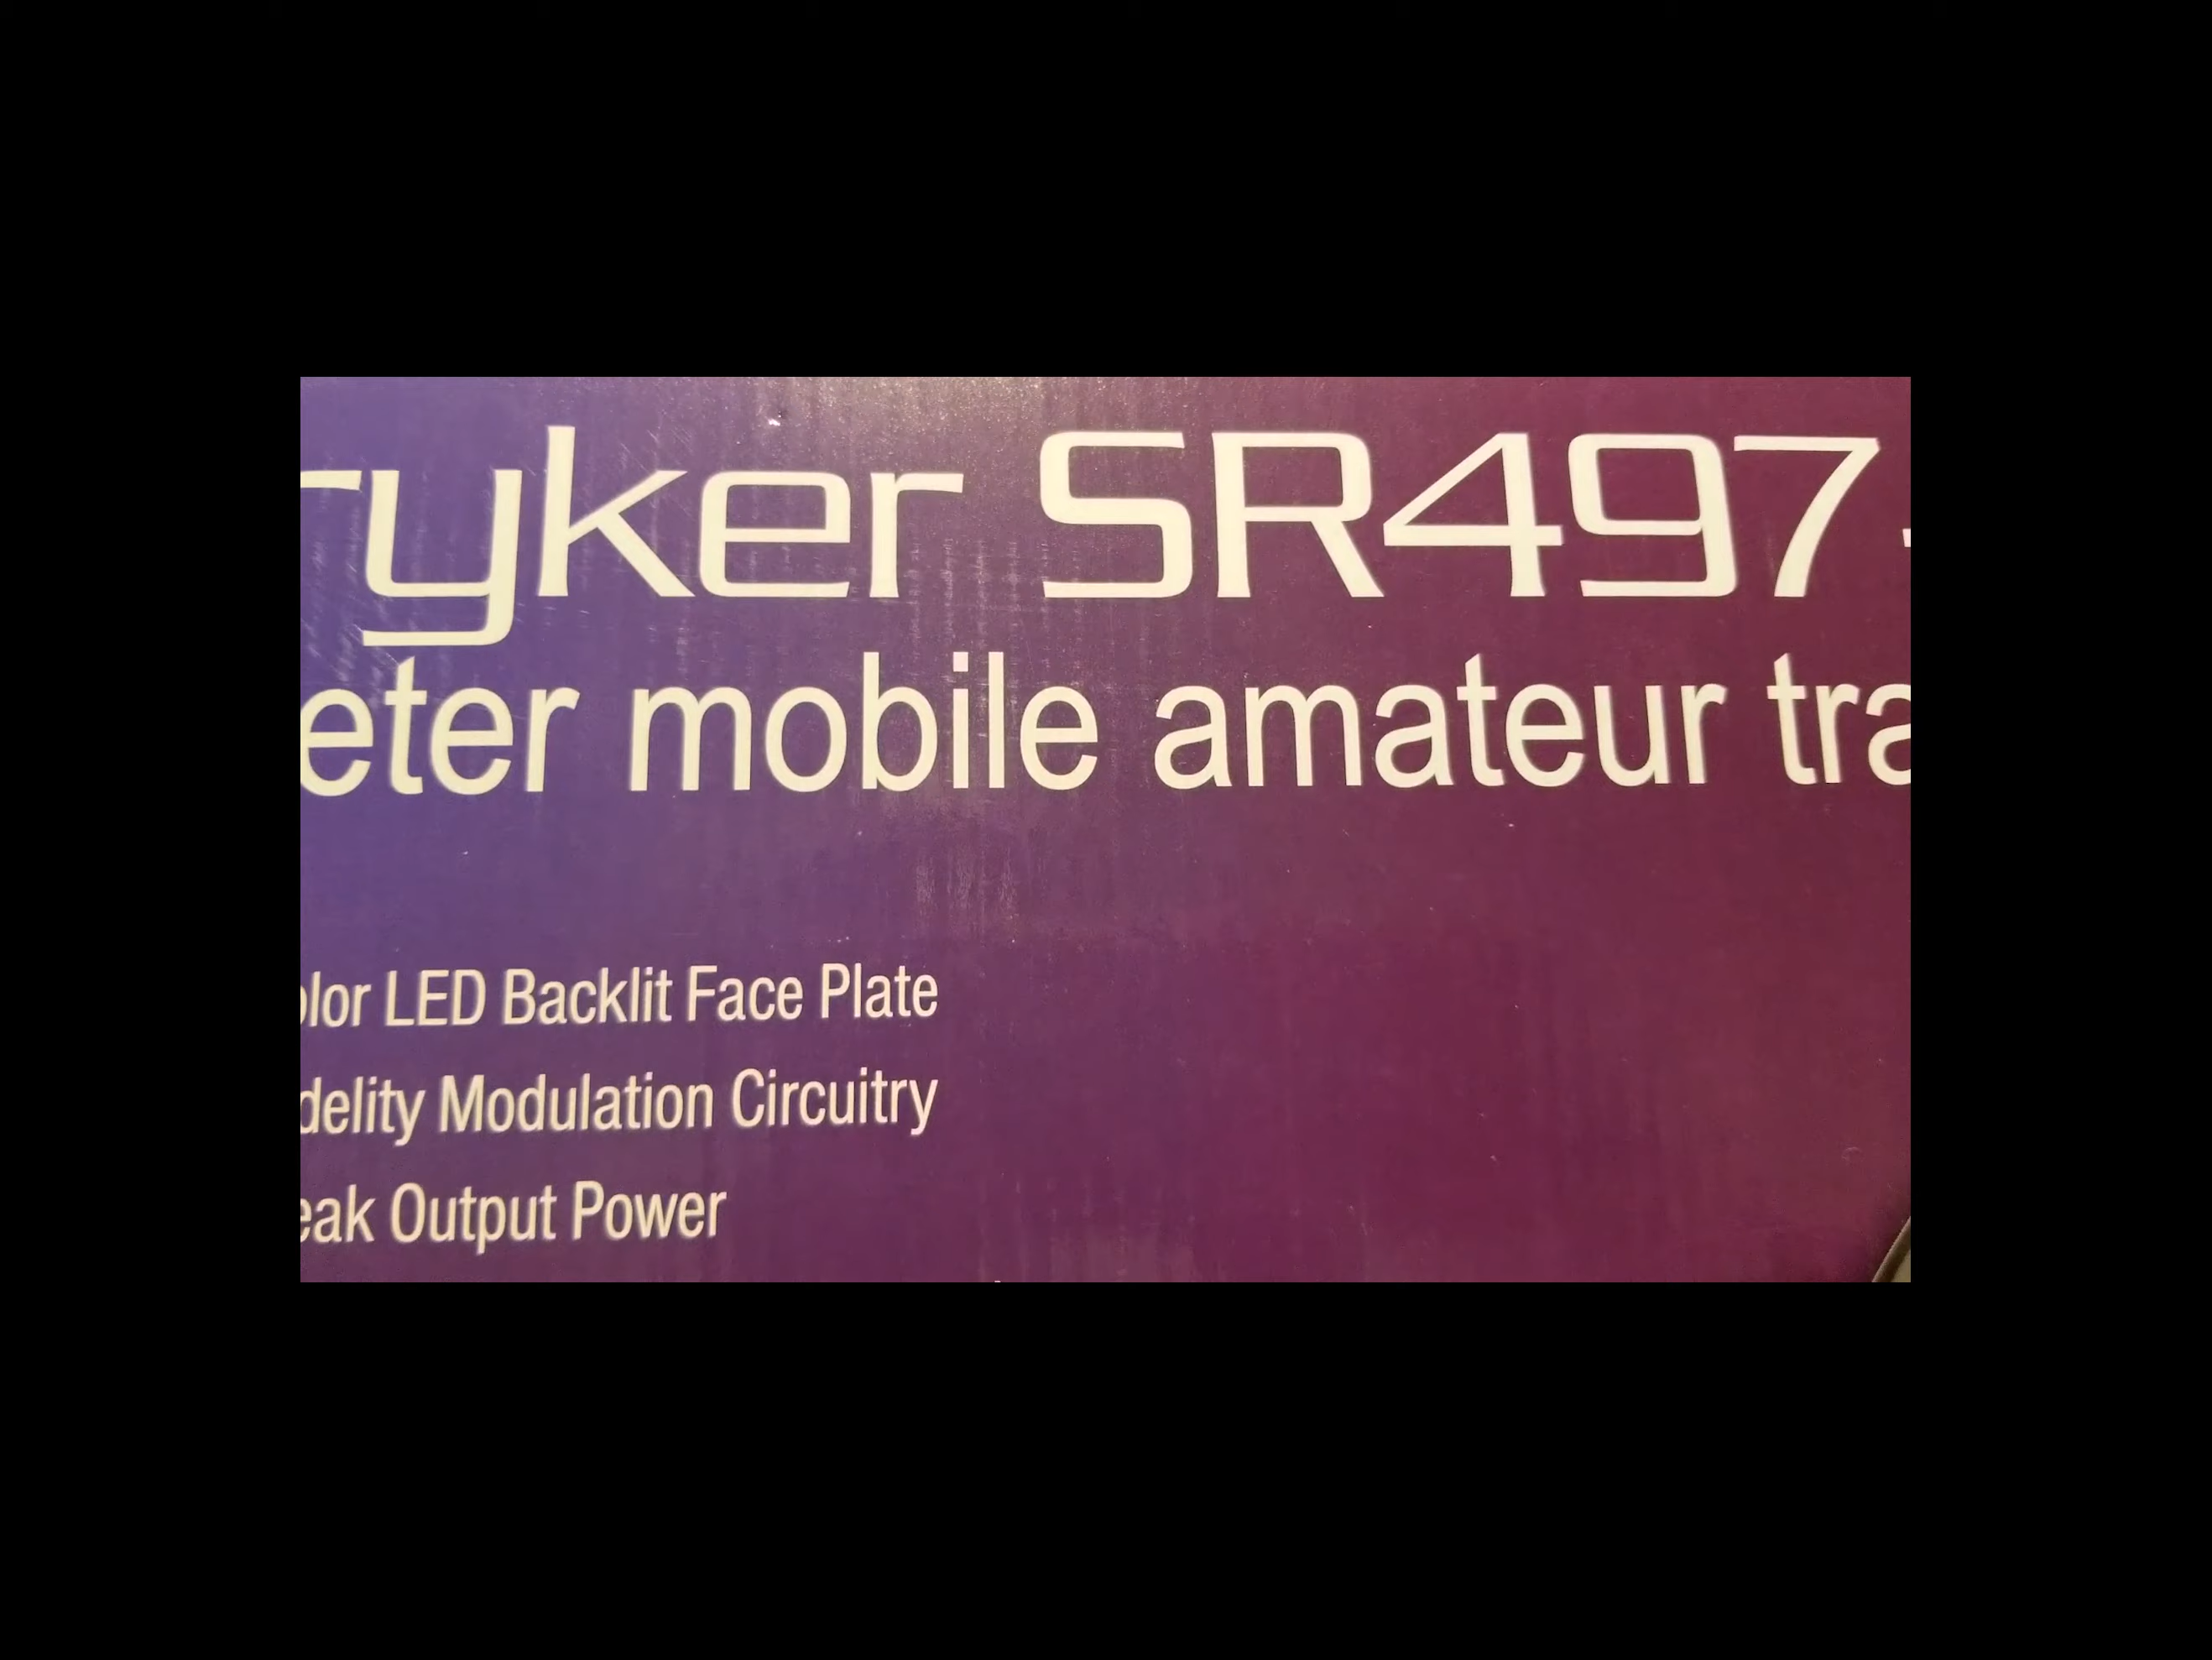 ryker SR497-
eter mobile amateur tra
olor LED Backlit Face Plate
delity Modulation Circuitry
eak Output Power